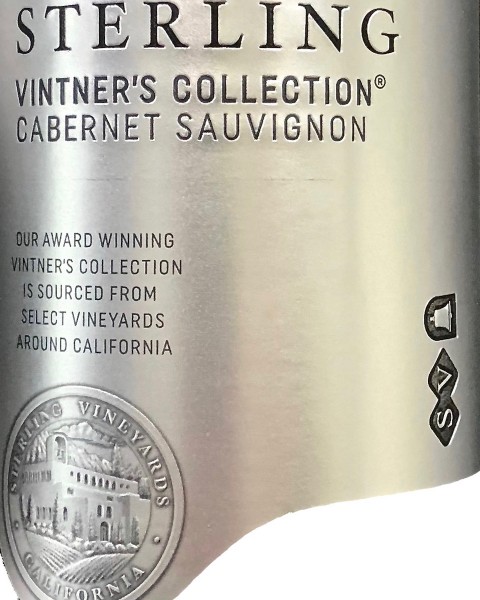 STERLING
VINTNER'S COLLECTION®
CABERNET SAUVIGNON
OUR AWARD WINNING
VINTNER'S COLLECTION
IS SOURCED FROM
SELECT VINEYARDS
AROUND CALIFORNIA
SV
STERLING VINEYARDS
CALIFORNIA